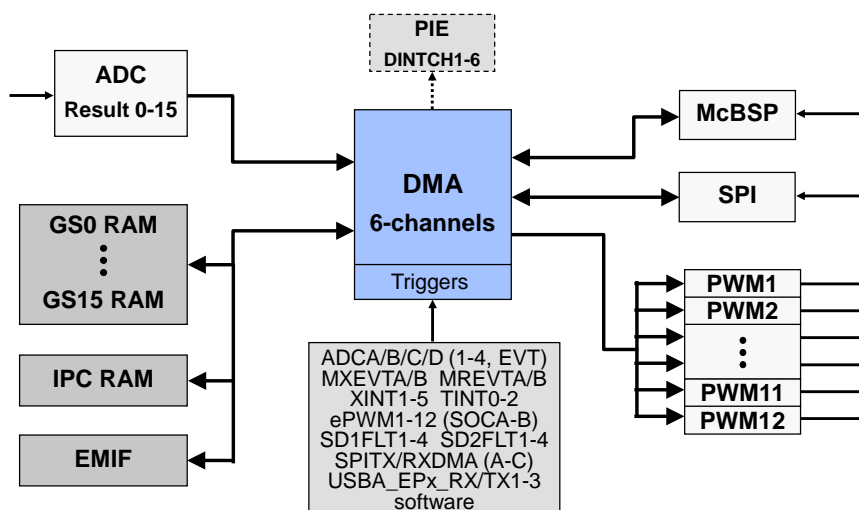 PIE
DINTCH1-6
ADC
Result 0-15
McBSP
DMA
6-channels
SPI
GS0 RAM
GS15 RAM
Triggers
PWM1
PWM2
PWM11
PWM12
IPC RAM
EMIF
ADCA/B/C/D (1-4, EVT)
MXEVTA/B MREVTA/B
XINT1-5 TINT0-2
ePWM1-12 (SOCA-B)
SD1FLT1-4 SD2FLT1-4
SPITX/RXDMA (A-C)
USBA_EPx_RX/TX1-3
software